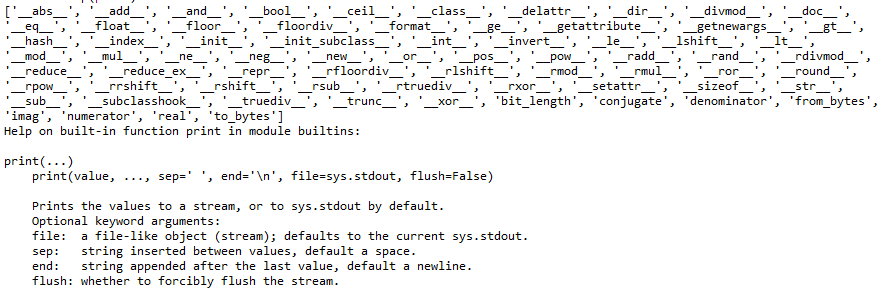 ['__abs__', '__add__', '__and__', '__bool__', '__ceil__', '__class__', '__delattr__', '__dir__', '__divmod__', '__doc__',
'__eq__', '__float__', '__floor__', '__floordiv__', '__format__', '__ge__', '__getattribute__', '__getnewargs__', '__gt__',
'__hash__', '__index__', '__init__', '__init_subclass__', '__int__', '__invert__', '__le__', '__lshift__', '__lt__',
'__mod__', '__mul__', '__ne__', '__neg__', '__new__', '__or__', '__pos__', '__pow__', '__radd__', '__rand__', '__rdivmod__',
'__reduce__', '__reduce_ex__', '__repr__', '__rfloordiv__', '__rlshift__', '__rmod__', '__rmul__', '__ror__', '__round__',
'__rpow__', '__rrshift__', '__rshift__', '__rsub__', '__rtruediv__', '__rxor__', '__setattr__', '__sizeof__', '__str__',
'__sub__', '__subclasshook__', '__truediv__', '__trunc__', '__xor__', 'bit_length', 'conjugate', 'denominator', 'from_bytes',
'imag', 'numerator', 'real', 'to_bytes']
Help on built-in function print in module builtins:
print(...)
print(value, ..., sep=' ', end='\n', file=sys.stdout, flush=False)
Prints the values to a stream, or to sys.stdout by default.
Optional keyword arguments:
file: a file-like object (stream); defaults to the current sys.stdout.
sep: string inserted between values, default a space.
end: string appended after the last value, default a newline.
flush: whether to forcibly flush the stream.